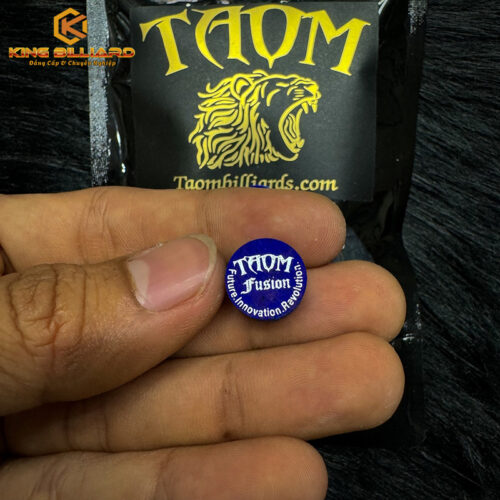 KING BILLIARD
Đẳng Cấp & Chuyên Nghiệp
TAOM
Taombilliards.com
TAOM
Fusion
Future.Innovation.Revolution.